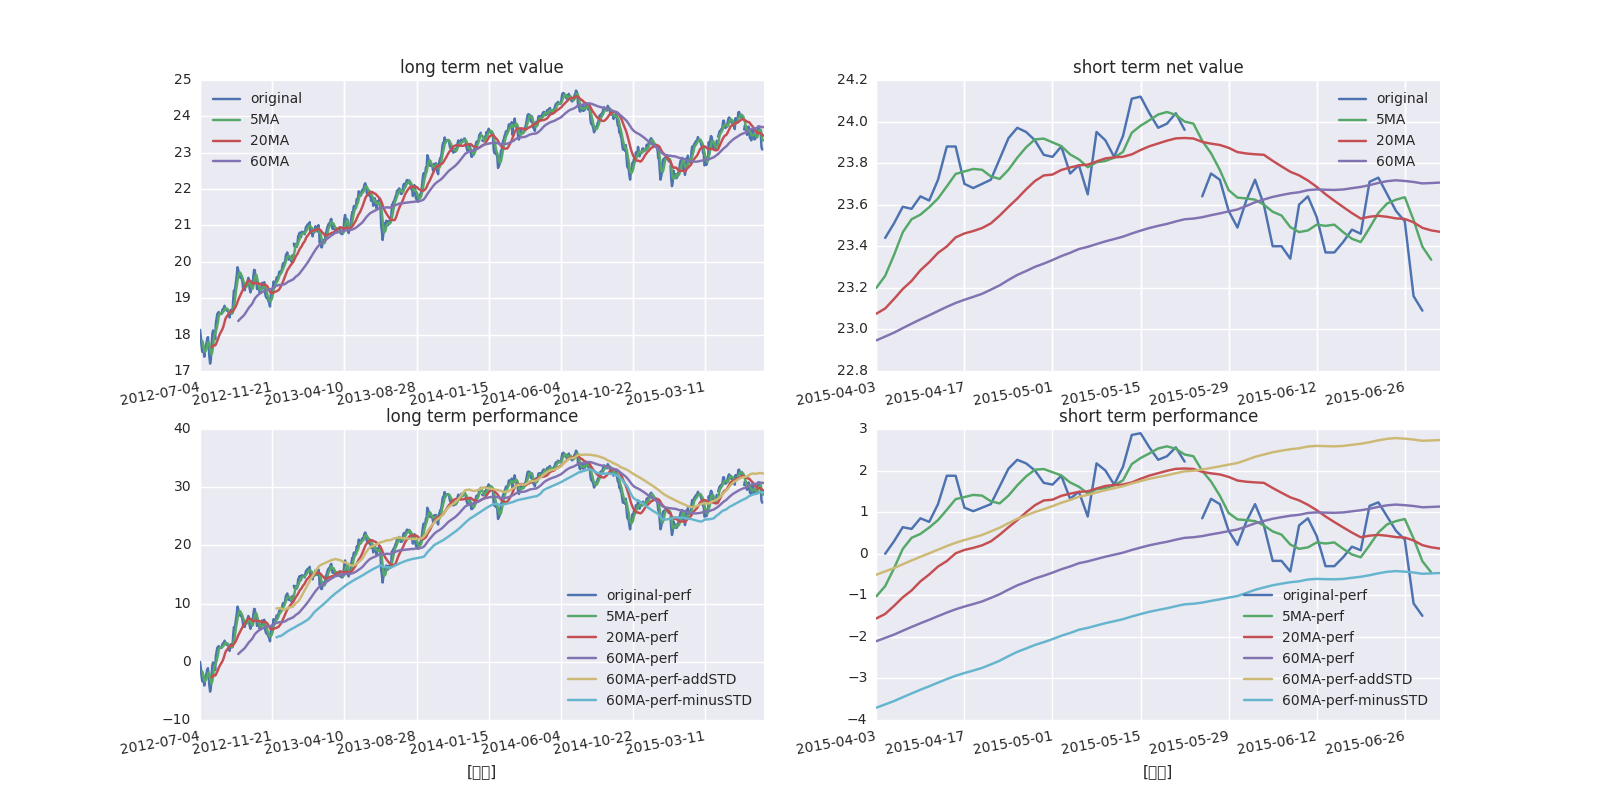 long term net value
25
24
23
22
21
20
19
18
17
original
5MA
20MA
60MA
2012-07-04
2012-11-21
2013-04-10
2013-08-28
2014-01-15
2014-06-04
2014-10-22
2015-03-11
short term net value
24.2
24.0
23.8
23.6
23.4
23.2
23.0
22.8
original
5MA
20MA
60MA
2015-04-03
2015-04-17
2015-05-01
2015-05-15
2015-05-29
2015-06-12
2015-06-26
long term performance
40
30
20
10
0
−10
original-perf
5MA-perf
20MA-perf
60MA-perf
60MA-perf-addSTD
60MA-perf-minusSTD
2012-07-04
2012-11-21
2013-04-10
2013-08-28
2014-01-15
2014-06-04
2014-10-22
2015-03-11
short term performance
3
2
1
0
−1
−2
−3
−4
original-perf
5MA-perf
20MA-perf
60MA-perf
60MA-perf-addSTD
60MA-perf-minusSTD
2015-04-03
2015-04-17
2015-05-01
2015-05-15
2015-05-29
2015-06-12
2015-06-26